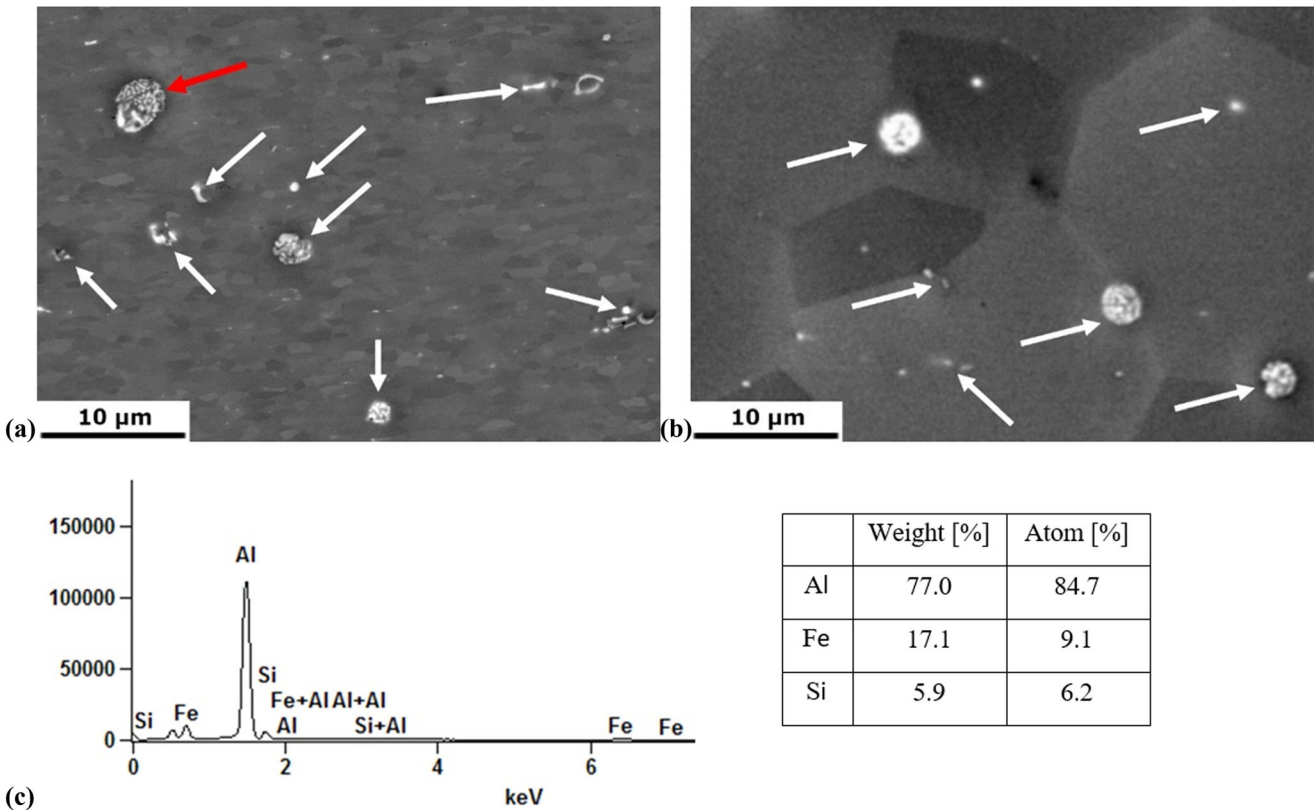 10 µm
10 µm
(a)
(b)
150000
100000
50000
0
Al
Si
Fe
Si
Fe+Al Al+Al
Al
Si+Al
Fe
Fe
0
2
4
6
keV
(c)
Weight [%] Atom [%]
Al 77.0 84.7
Fe 17.1 9.1
Si 5.9 6.2